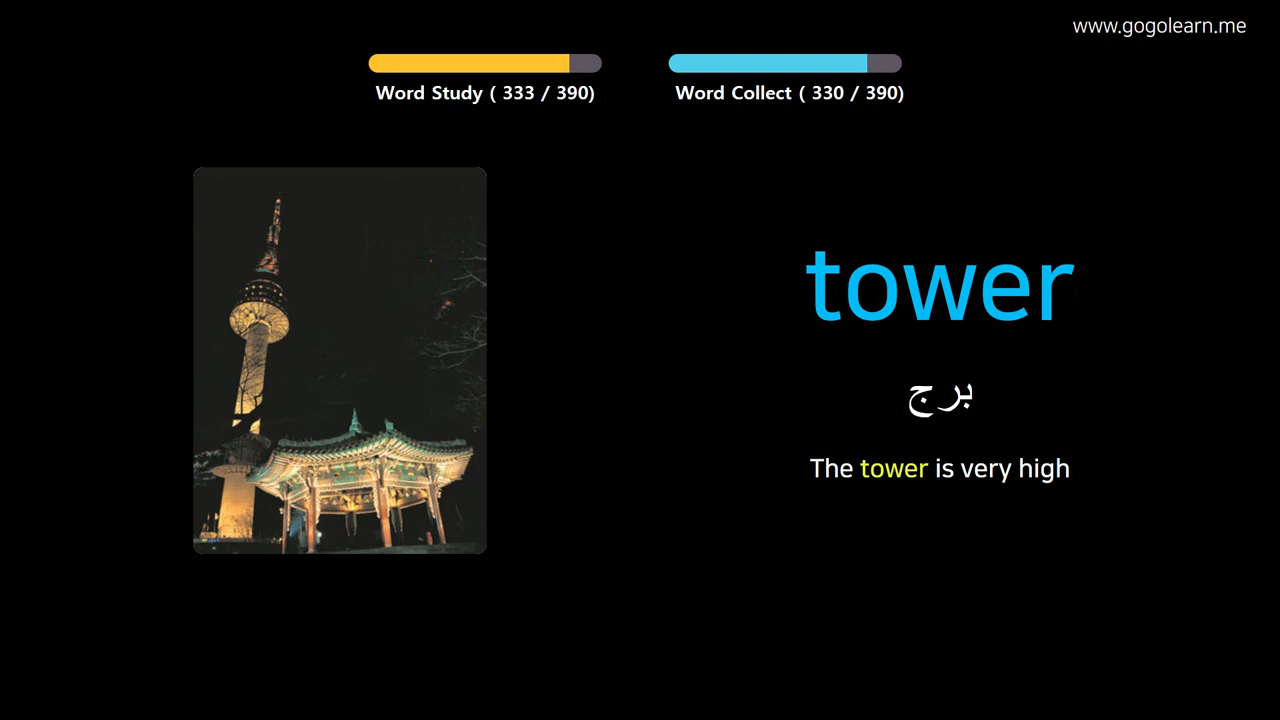 www.gogolearn.me
Word Study ( 333 / 390)
Word Collect ( 330 / 390)
tower
برج
The tower is very high